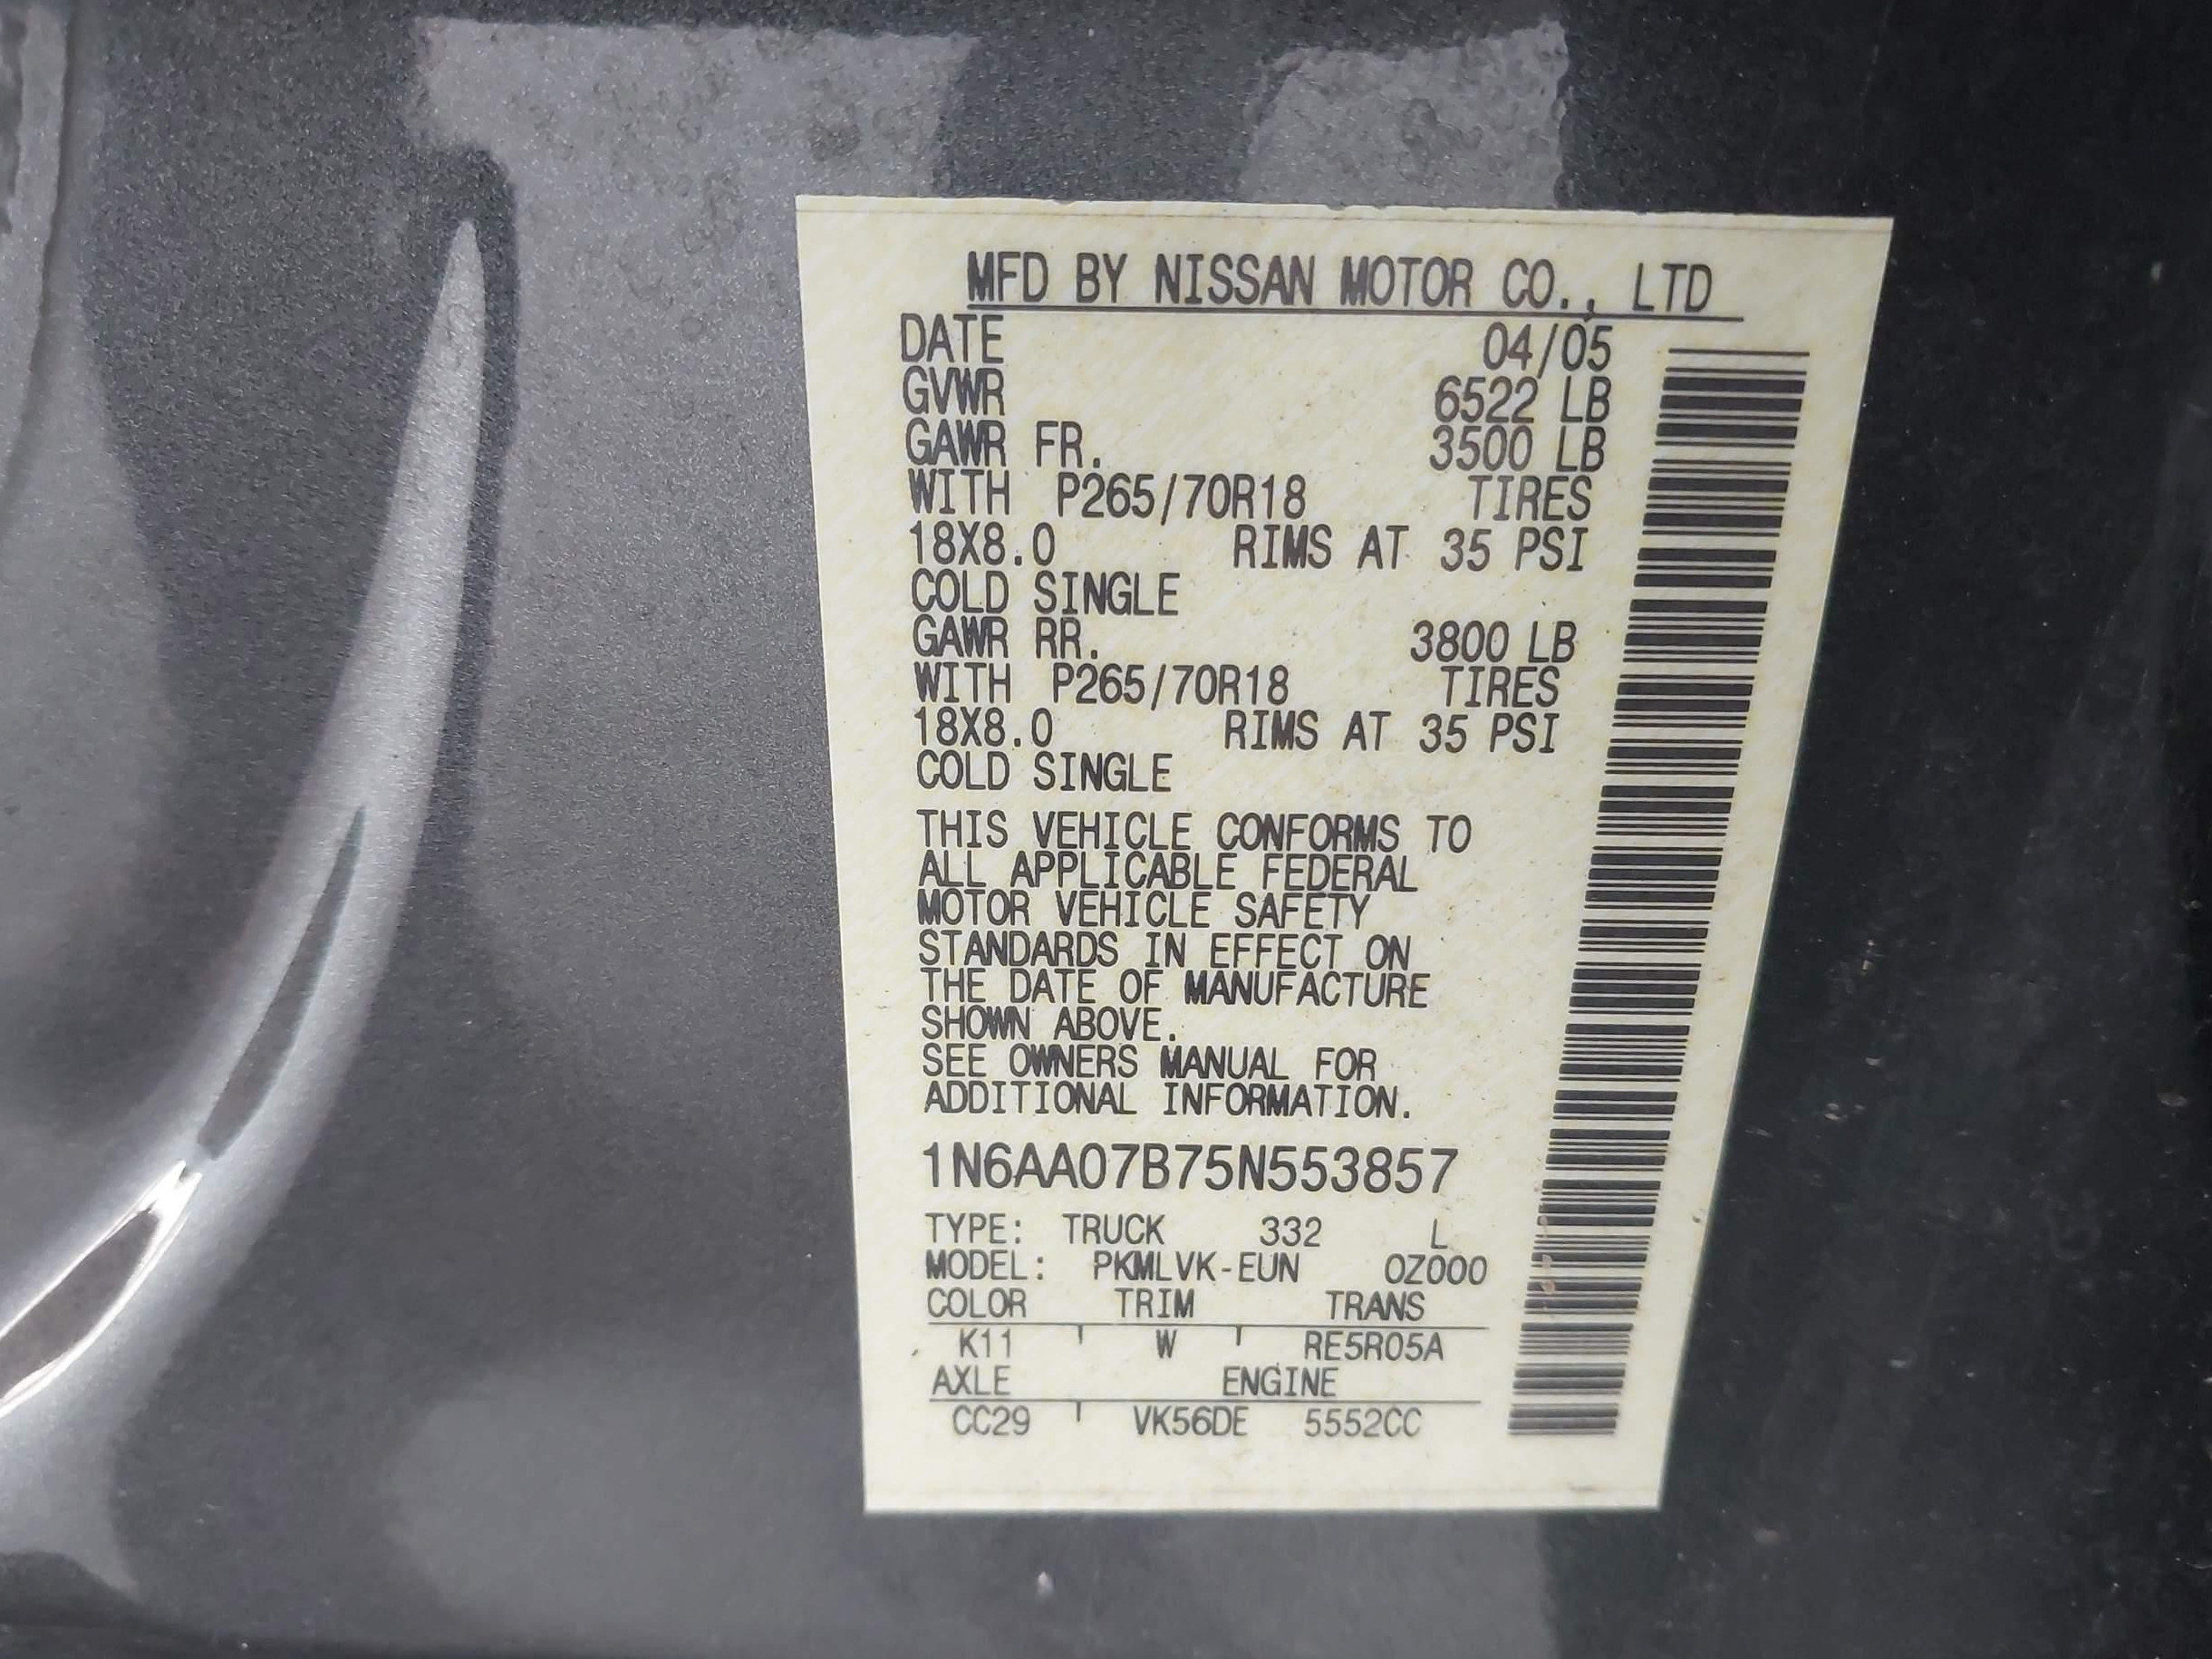 MFD BY NISSAN MOTOR CO., LTD
DATE 04/05
GVWR 6522 LB
GAWR FR. 3500 LB
WITH P265/70R18 TIRES
18X8.0 RIMS AT 35 PSI
COLD SINGLE
GAWR RR. 3800 LB
WITH P265/70R18 TIRES
18X8.0 RIMS AT 35 PSI
COLD SINGLE
THIS VEHICLE CONFORMS TO
ALL APPLICABLE FEDERAL
MOTOR VEHICLE SAFETY
STANDARDS IN EFFECT ON
THE DATE OF MANUFACTURE
SHOWN ABOVE.
SEE OWNERS MANUAL FOR
ADDITIONAL INFORMATION.
1N6AA07B75N553857
TYPE: TRUCK 332 L
MODEL: PKMLVK-EUN 0Z000
COLOR TRIM TRANS
K11 W RE5R05A
AXLE ENGINE
CC29 VK56DE 5552CC